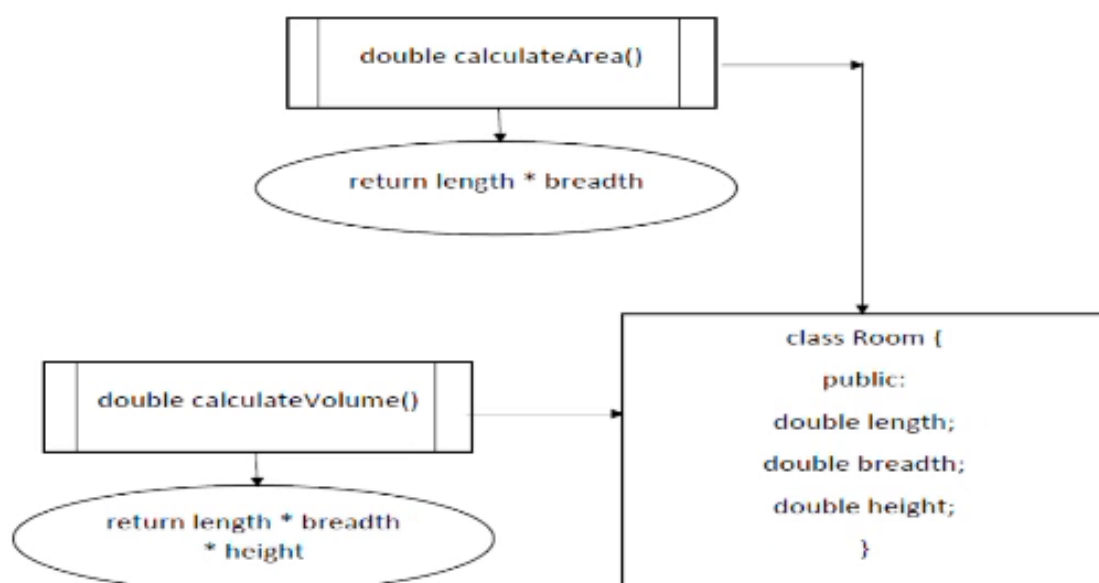 double calculateArea()
return length * breadth
class Room {
public:
double length;
double breadth;
double height;
}
double calculateVolume()
return length * breadth
* height